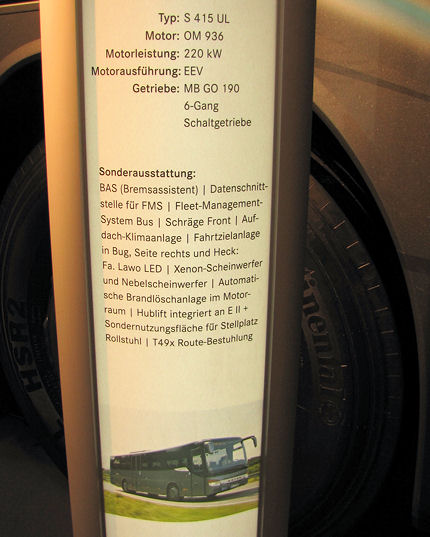 Typ: S 415 UL
Motor: OM 936
Motorleistung: 220 kW
Motorausführung: EEV
Getriebe: MB GO 190
6-Gang
Schaltgetriebe
Sonderausstattung:
BAS (Bremsassistent) | Datenschnitt-
stelle für FMS | Fleet-Management-
System Bus | Schräge Front | Auf-
dach-Klimaanlage | Fahrtzielanlage
in Bug, Seite rechts und Heck:
Fa. Lawo LED | Xenon-Scheinwerfer
und Nebelscheinwerfer | Automati-
sche Brandlöschanlage im Motor-
raum | Hublift integriert an E II +
Sondernutzungsfläche für Stellplatz
Rollstuhl | T49x Route-Bestuhlung
HSR2